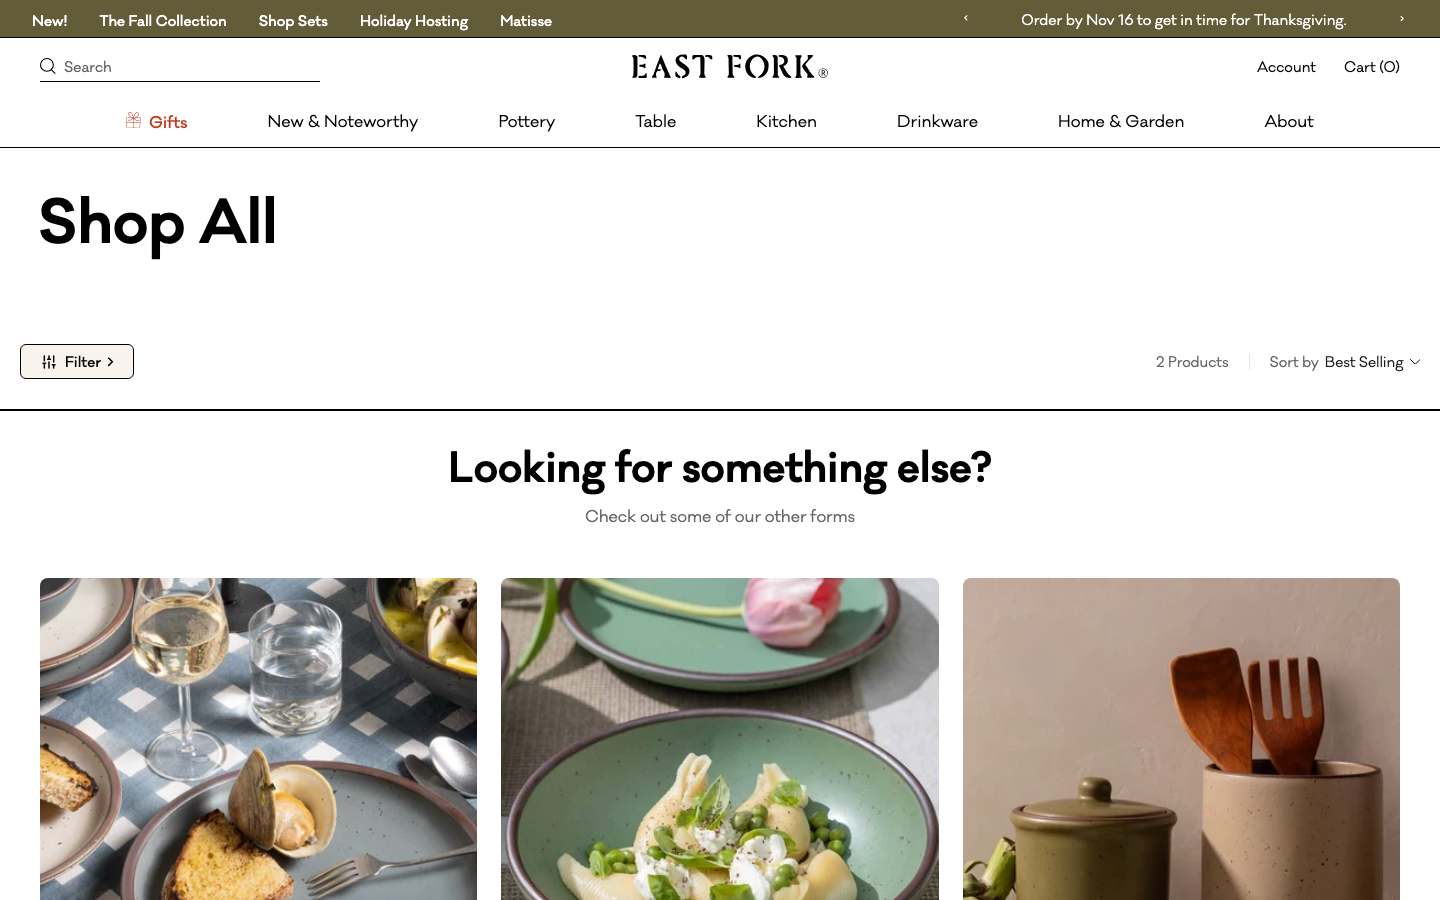 New! The Fall Collection Shop Sets Holiday Hosting Matisse
Order by Nov 16 to get in time for Thanksgiving.
Search
EAST FORK®
Account Cart (0)
Gifts New & Noteworthy Pottery Table Kitchen Drinkware Home & Garden About
Shop All
Filter
2 Products Sort by Best Selling
Looking for something else?
Check out some of our other forms